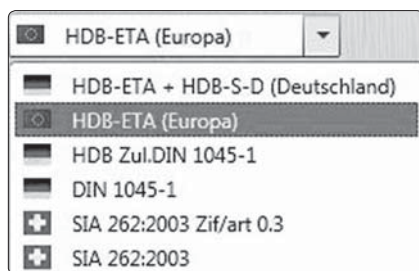 HDB-ETA (Europa)
HDB-ETA + HDB-S-D (Deutschland)
HDB-ETA (Europa)
HDB Zul.DIN 1045-1
DIN 1045-1
SIA 262:2003 Zif/art 0.3
SIA 262:2003